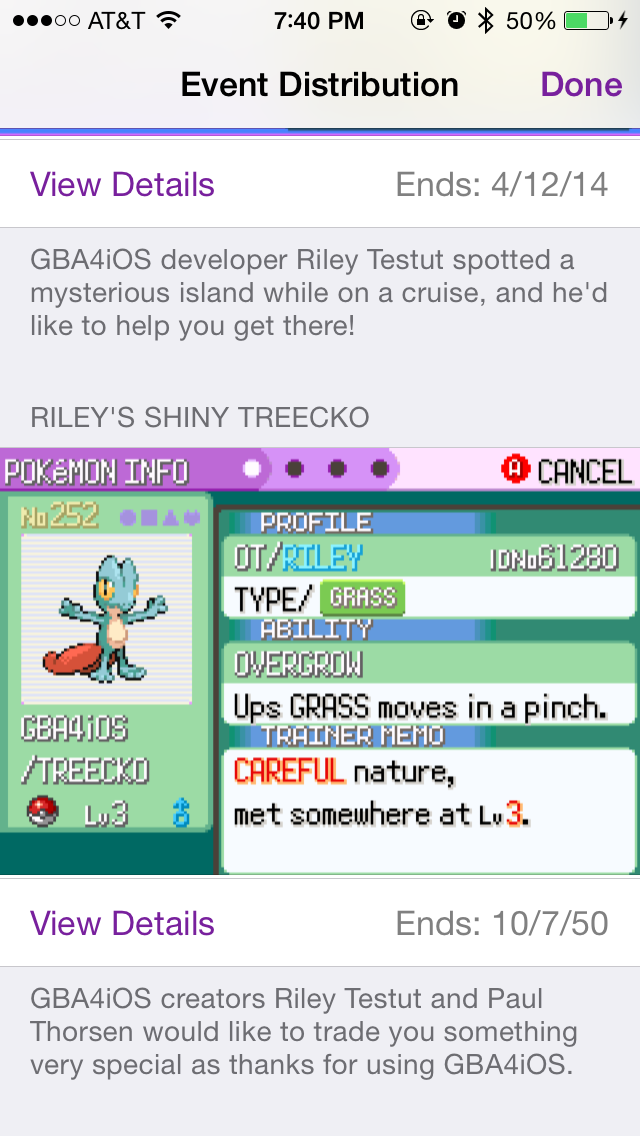 AT&T 7:40 PM 50%
Event Distribution Done
View Details Ends: 4/12/14
GBA4iOS developer Riley Testut spotted a
mysterious island while on a cruise, and he'd
like to help you get there!
RILEY'S SHINY TREECKO
POKéMON INFO A CANCEL
No252
PROFILE
OT/RILEY IDNo61280
TYPE/ GRASS
ABILITY
OVERGROW
Ups GRASS moves in a pinch.
GBA4iOS
/TREECKO
Lv3
TRAINER MEMO
CAREFUL nature,
met somewhere at Lv3.
View Details Ends: 10/7/50
GBA4iOS creators Riley Testut and Paul
Thorsen would like to trade you something
very special as thanks for using GBA4iOS.